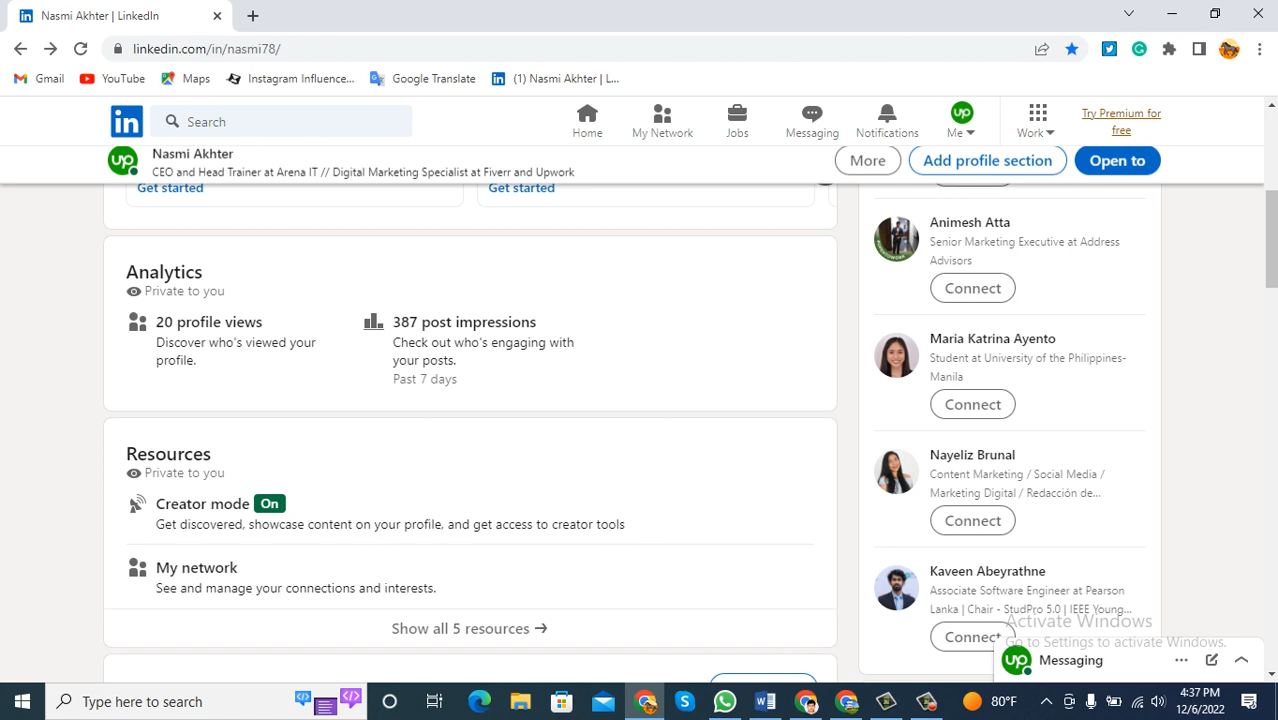 Nasmi Akhter | LinkedIn
linkedin.com/in/nasmi78/
Gmail YouTube Maps Instagram Influence... Google Translate (1) Nasmi Akhter | L...
in Search Home My Network Jobs Messaging Notifications Me Work Try Premium for
free
up Nasmi Akhter
CEO and Head Trainer at Arena IT // Digital Marketing Specialist at Fiverr and Upwork
More Add profile section Open to
Get started Get started
Analytics
Private to you
20 profile views
Discover who's viewed your
profile.
387 post impressions
Check out who's engaging with
your posts.
Past 7 days
Resources
Private to you
Creator mode On
Get discovered, showcase content on your profile, and get access to creator tools
My network
See and manage your connections and interests.
Show all 5 resources →
Animesh Atta
Senior Marketing Executive at Address
Advisors
Connect
Maria Katrina Ayento
Student at University of the Philippines-
Manila
Connect
Nayeliz Brunal
Content Marketing / Social Media /
Marketing Digital / Redacción de...
Connect
Kaveen Abeyrathne
Associate Software Engineer at Pearson
Lanka | Chair - StudPro 5.0 | IEEE Young...
Connect
Activate Windows
Go to Settings to activate Windows.
up Messaging
Type here to search
80°F
4:37 PM
12/6/2022